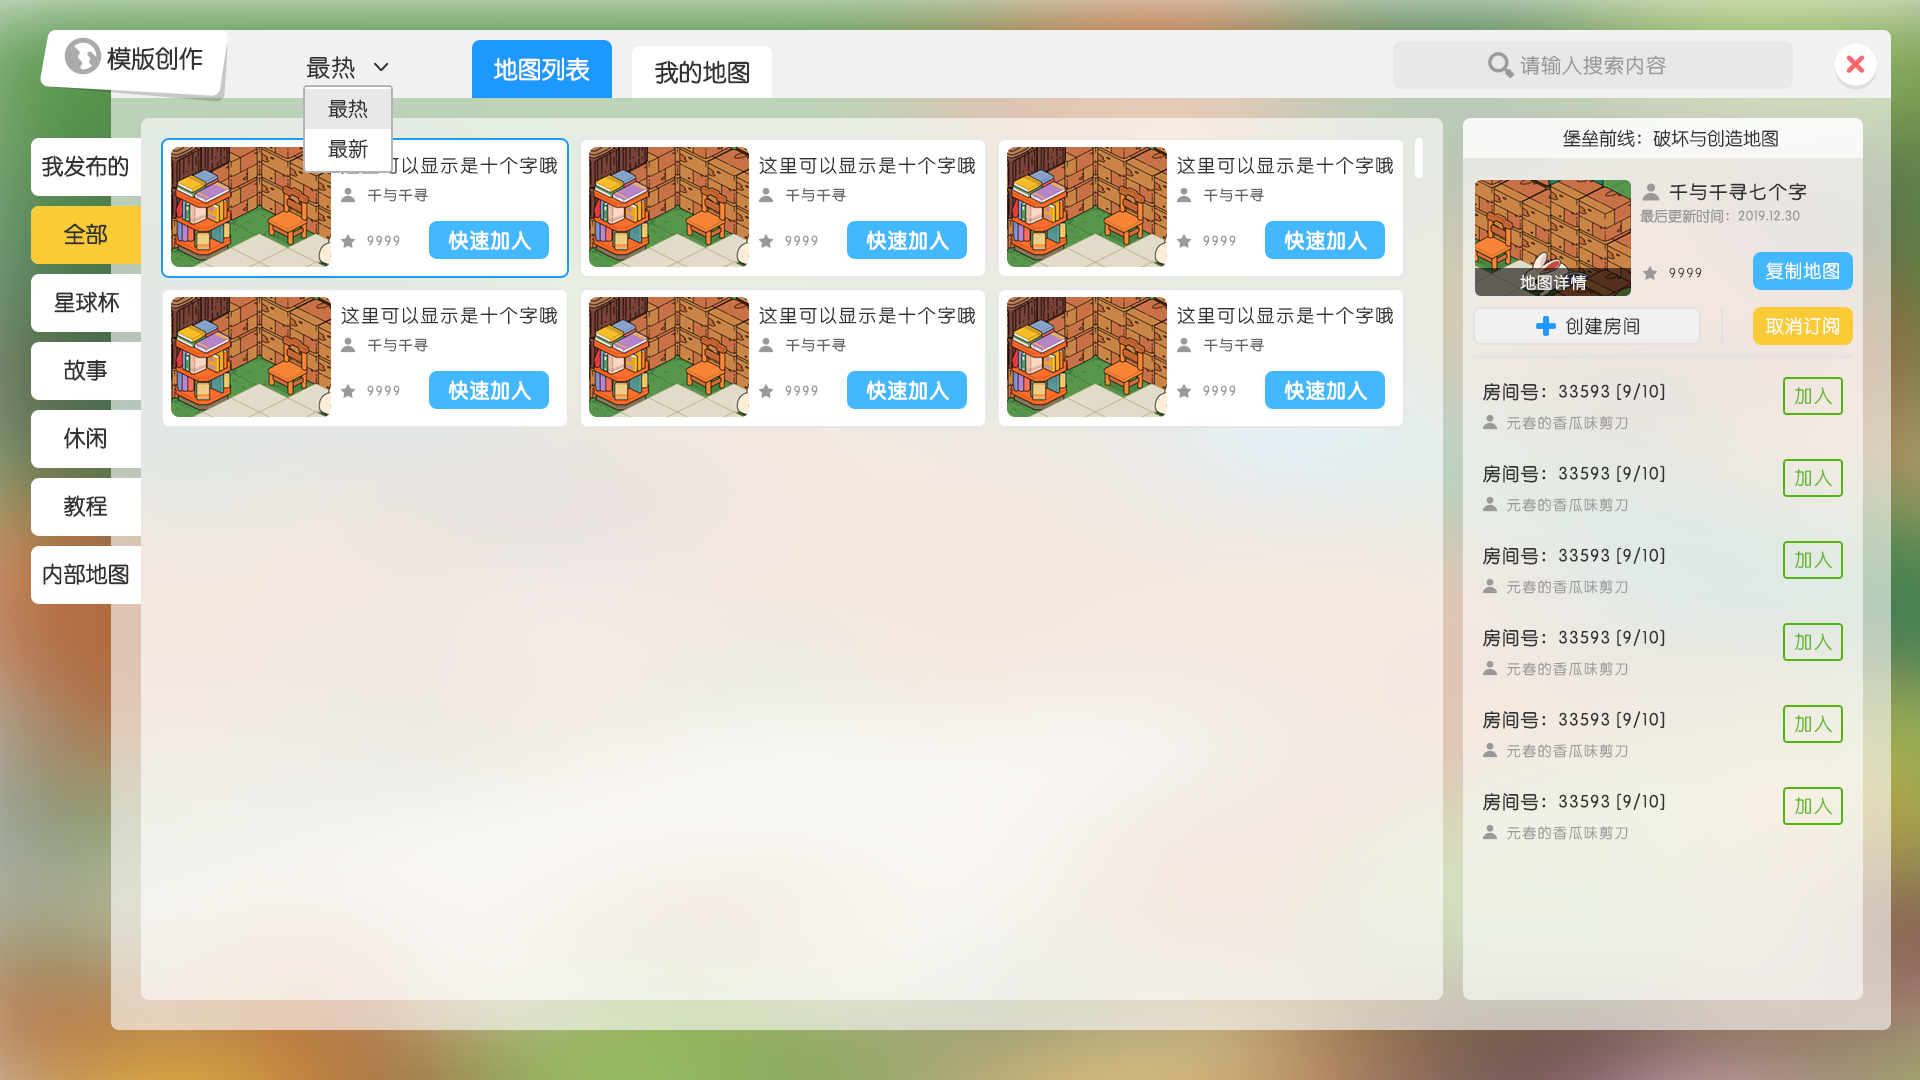 模版创作
最热
最热
最新
地图列表
我的地图
请输入搜索内容
我发布的
全部
星球杯
故事
休闲
教程
内部地图
可以显示是十个字哦
千与千寻
9999
快速加入
这里可以显示是十个字哦
千与千寻
9999
快速加入
这里可以显示是十个字哦
千与千寻
9999
快速加入
这里可以显示是十个字哦
千与千寻
9999
快速加入
这里可以显示是十个字哦
千与千寻
9999
快速加入
这里可以显示是十个字哦
千与千寻
9999
快速加入
堡垒前线：破坏与创造地图
千与千寻七个字
最后更新时间：2019.12.30
9999
复制地图
地图详情
创建房间
取消订阅
房间号：33593 [9/10]
元春的香瓜味剪刀
加入
房间号：33593 [9/10]
元春的香瓜味剪刀
加入
房间号：33593 [9/10]
元春的香瓜味剪刀
加入
房间号：33593 [9/10]
元春的香瓜味剪刀
加入
房间号：33593 [9/10]
元春的香瓜味剪刀
加入
房间号：33593 [9/10]
元春的香瓜味剪刀
加入